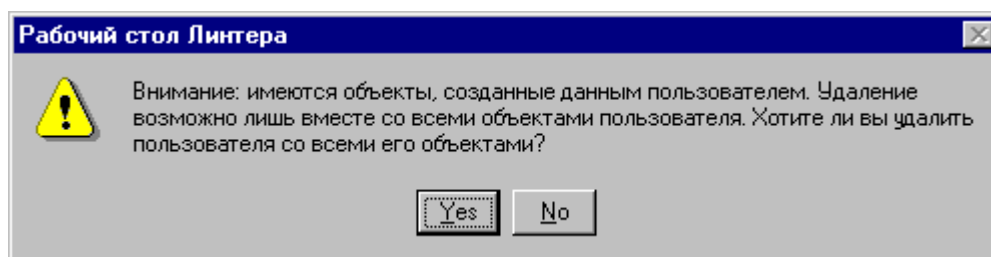 Рабочий стол Линтера
Внимание: имеются объекты, созданные данным пользователем. Удаление
возможно лишь вместе со всеми объектами пользователя. Хотите ли вы удалить
пользователя со всеми его объектами?
Yes No